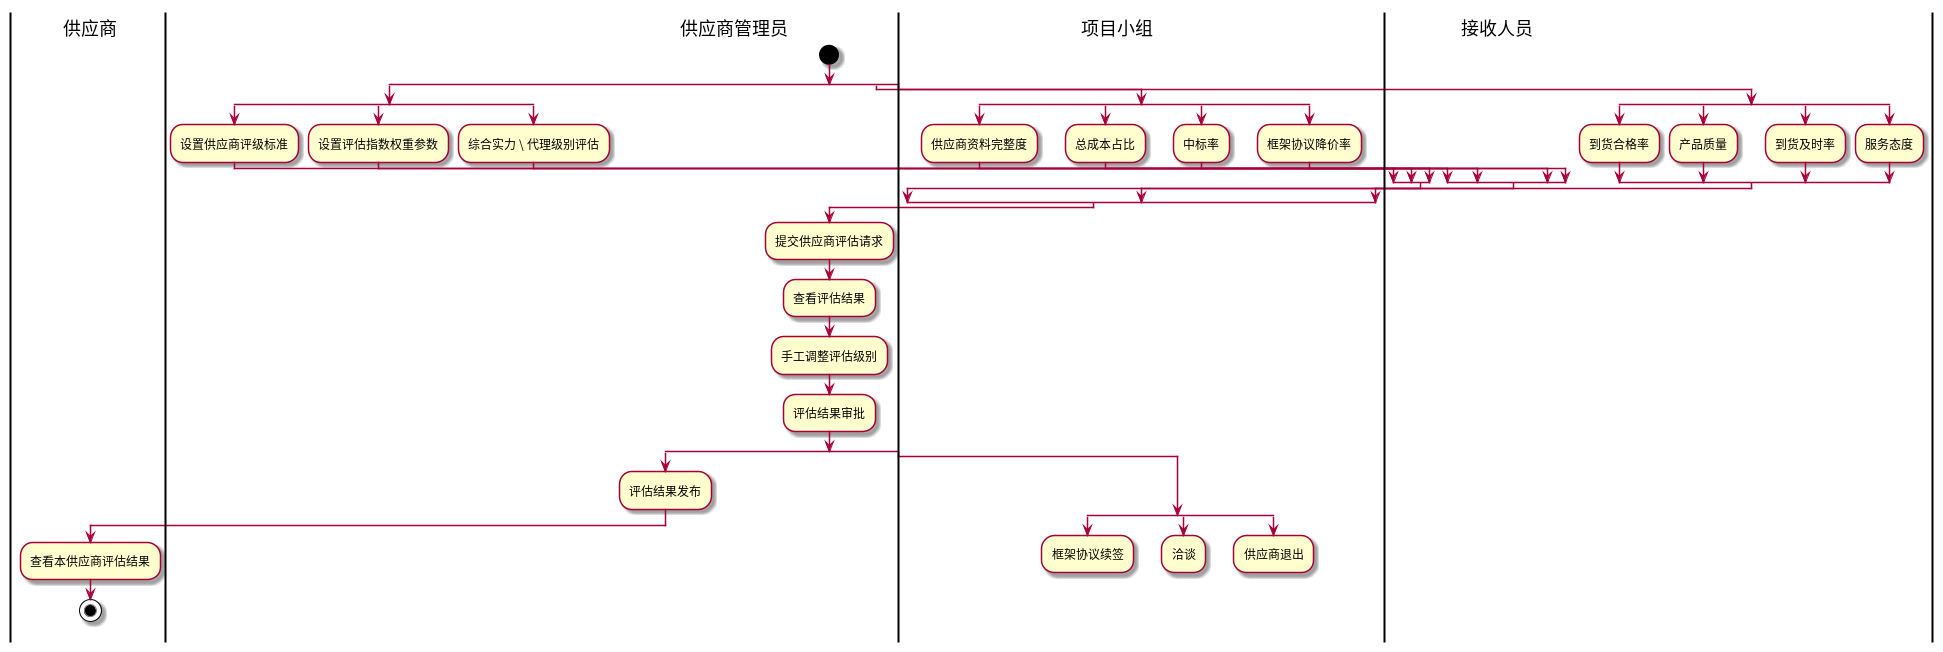 供应商
供应商管理员
项目小组
接收人员
设置供应商评级标准
设置评估指数权重参数
综合实力 \ 代理级别评估
供应商资料完整度
总成本占比
中标率
框架协议降价率
到货合格率
产品质量
到货及时率
服务态度
提交供应商评估请求
查看评估结果
手工调整评估级别
评估结果审批
评估结果发布
查看本供应商评估结果
框架协议续签
洽谈
供应商退出